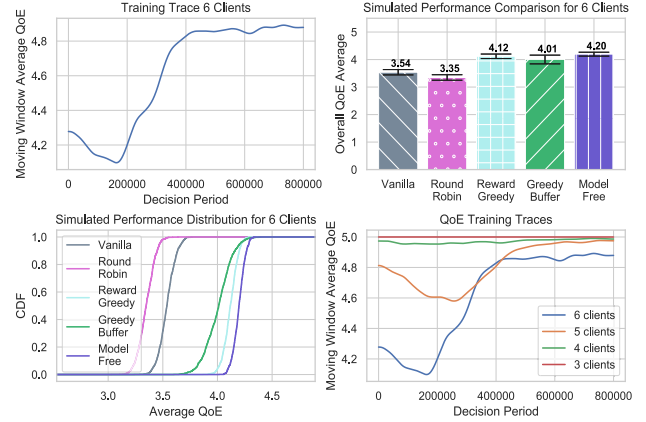 Training Trace 6 Clients
Moving Window Average QoE
4.8
4.6
4.4
4.2
0
200000
400000
600000
800000
Decision Period
Simulated Performance Comparison for 6 Clients
Overall QoE Average
5
4
3
2
1
0
3.54
3.35
4.12
4.01
4.20
Vanilla
Round
Robin
Reward
Greedy
Greedy
Buffer
Model
Free
Simulated Performance Distribution for 6 Clients
CDF
1.0
0.8
0.6
0.4
0.2
0.0
Vanilla
Round
Robin
Reward
Greedy
Greedy
Buffer
Model
Free
3.0
3.5
4.0
4.5
Average QoE
QoE Training Traces
Moving Window Average QoE
5.0
4.8
4.6
4.4
4.2
6 clients
5 clients
4 clients
3 clients
0
200000
400000
600000
800000
Decision Period